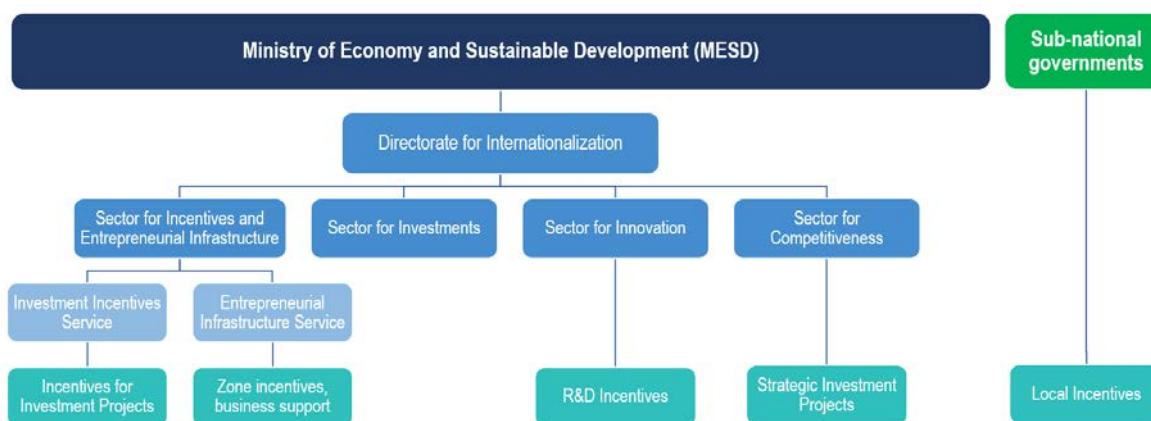 Ministry of Economy and Sustainable Development (MESD)
Sub-national
governments
Directorate for Internationalization
Sector for Incentives and
Entrepreneurial Infrastructure
Sector for Investments
Sector for Innovation
Sector for
Competitiveness
Investment Incentives
Service
Entrepreneurial
Infrastructure Service
Incentives for
Investment Projects
Zone incentives,
business support
R&D Incentives
Strategic Investment
Projects
Local Incentives